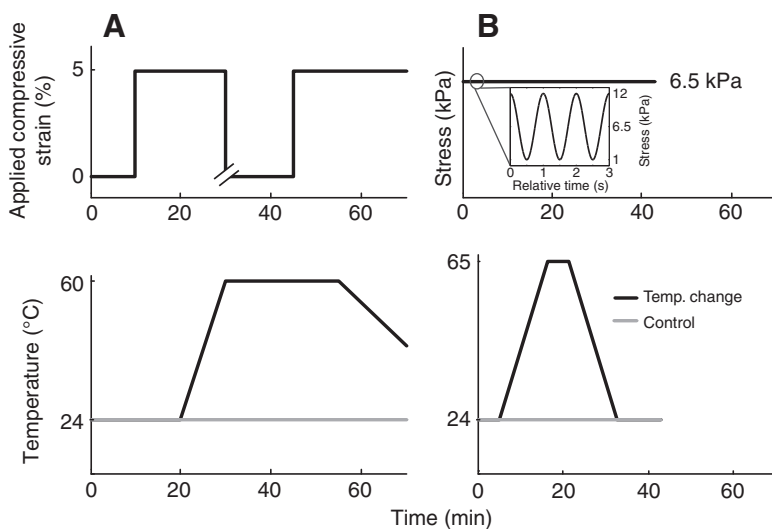 A
Applied compressive
strain (%)
5
0
0
20
40
60
B
Stress (kPa)
6.5 kPa
12
6.5
1
Stress (kPa)
0
1
2
3
Relative time (s)
0
20
40
60
Temperature (°C)
60
24
0
20
40
60
65
24
Temp. change
Control
0
20
40
60
Time (min)